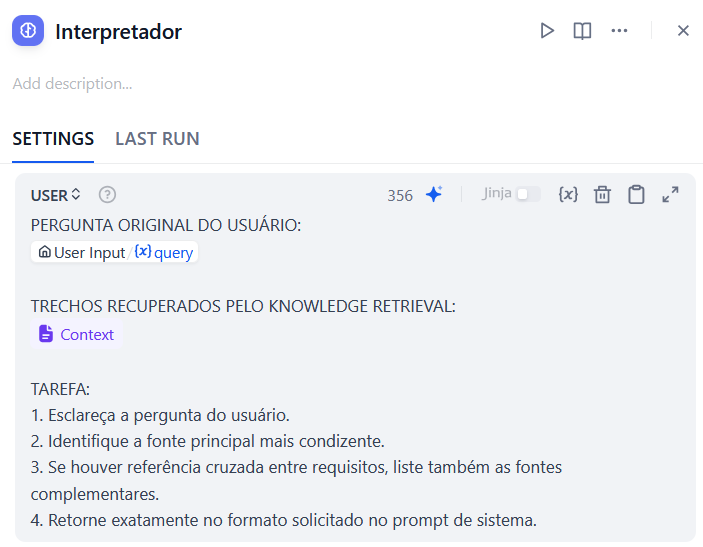 Interpretador
Add description...
SETTINGS LAST RUN
USER 356 Jinja {x}
PERGUNTA ORIGINAL DO USUÁRIO:
User Input / {x} query
TRECHOS RECUPERADOS PELO KNOWLEDGE RETRIEVAL:
Context
TAREFA:
1. Esclareça a pergunta do usuário.
2. Identifique a fonte principal mais condizente.
3. Se houver referência cruzada entre requisitos, liste também as fontes
complementares.
4. Retorne exatamente no formato solicitado no prompt de sistema.